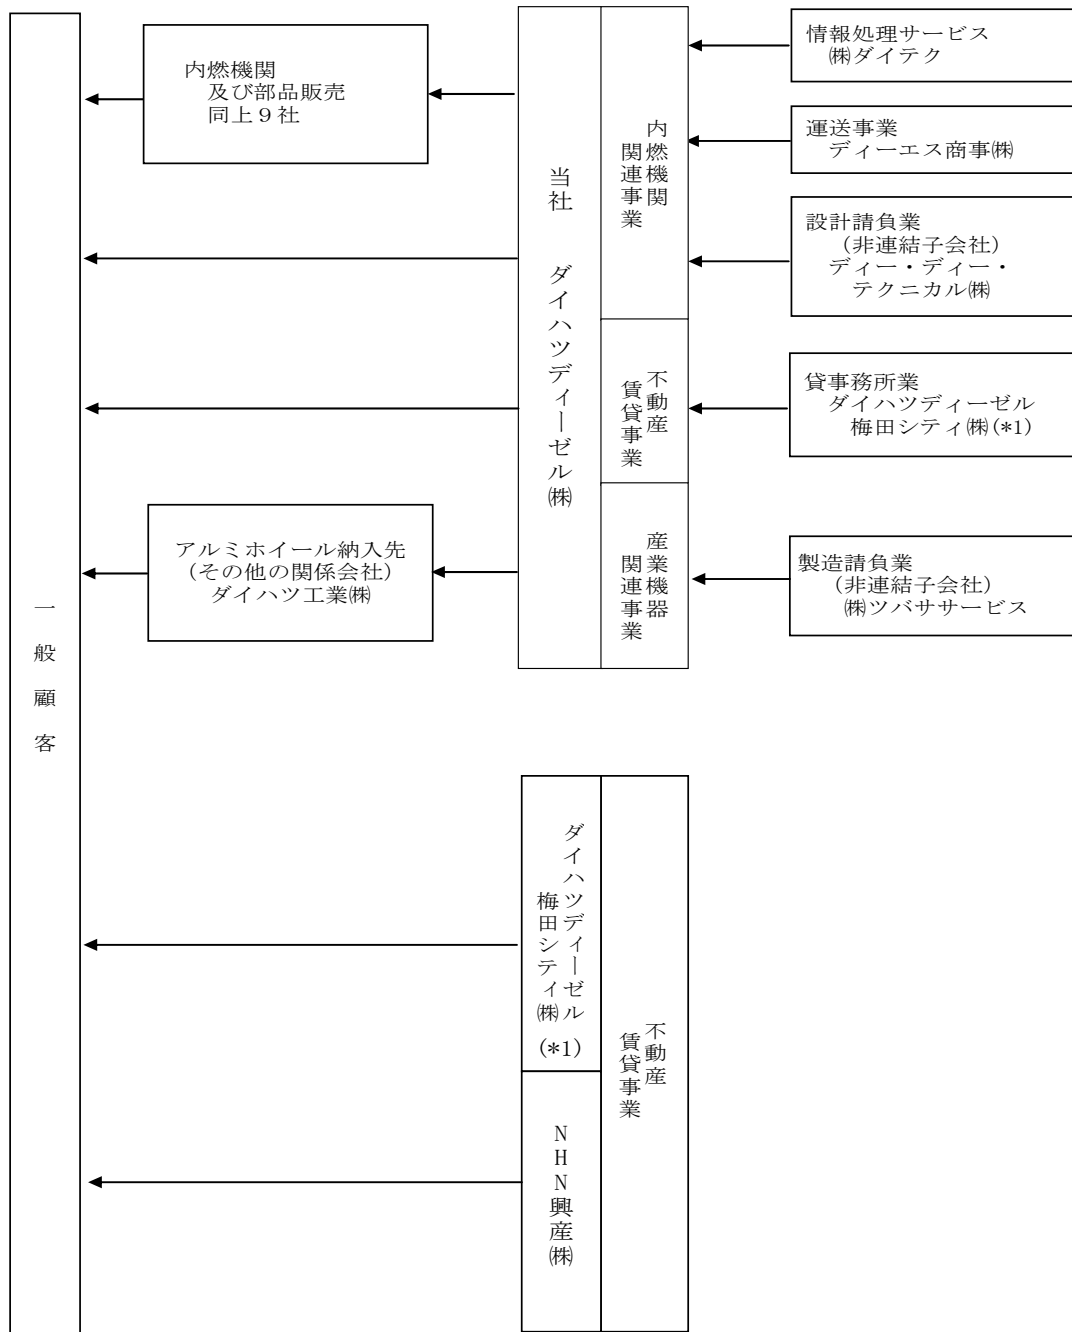 一般顧客
内燃機関
及び部品販売
同上９社
アルミホイール納入先
（その他の関係会社）
ダイハツ工業㈱
当社　ダイハツディーゼル㈱
内燃機関
関連事業
不動産
賃貸事業
産業機器
関連事業
情報処理サービス
㈱ダイテク
運送事業
ディーエス商事㈱
設計請負業
（非連結子会社）
ディー・ディー・
テクニカル㈱
貸事務所業
ダイハツディーゼル
梅田シティ㈱(*1)
製造請負業
（非連結子会社）
㈱ツバササービス
ダイハツディーゼル
梅田シティ㈱
(*1)
ＮＨＮ興産㈱
不動産
賃貸事業